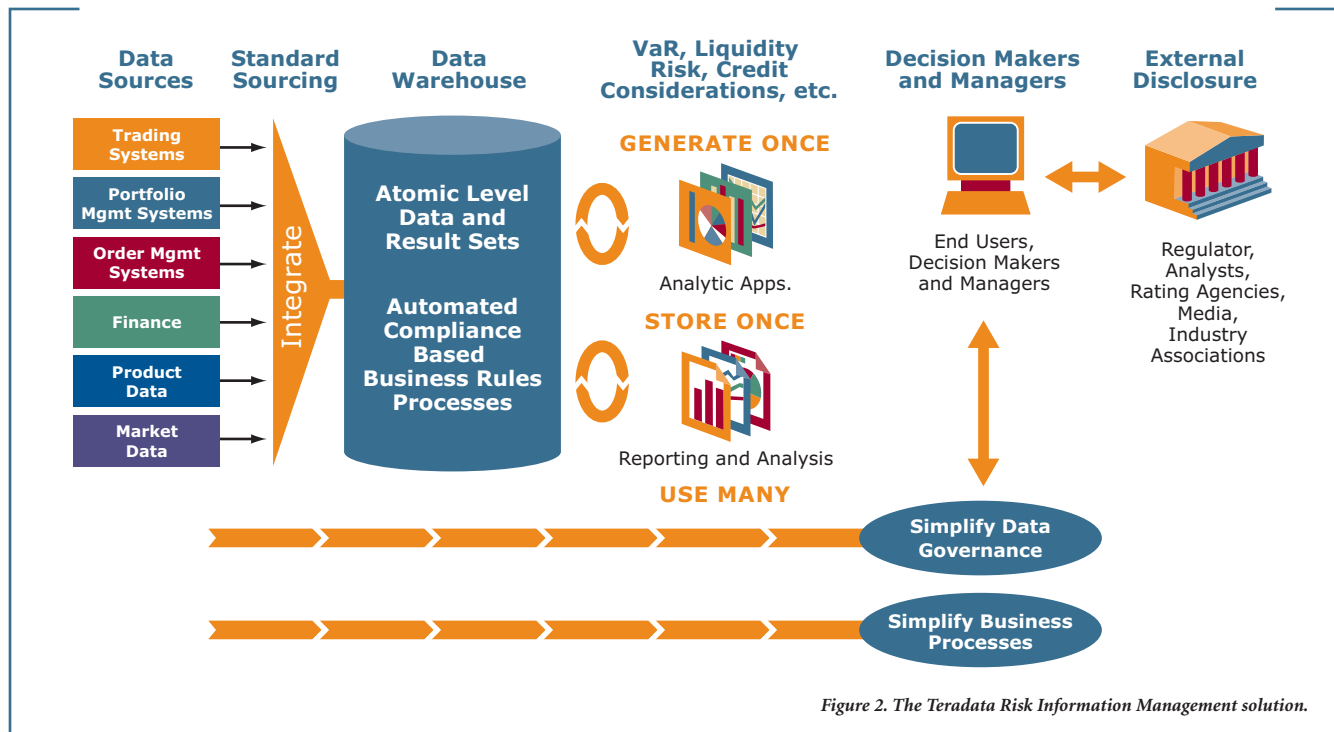 Data
Sources
Standard
Sourcing
Data
Warehouse
VaR, Liquidity
Risk, Credit
Considerations, etc.
Decision Makers
and Managers
External
Disclosure
Trading
Systems
Portfolio
Mgmt Systems
Order Mgmt
Systems
Finance
Product
Data
Market
Data
Integrate
Atomic Level
Data and
Result Sets
Automated
Compliance
Based
Business Rules
Processes
GENERATE ONCE
Analytic Apps.
STORE ONCE
Reporting and Analysis
USE MANY
End Users,
Decision Makers
and Managers
Regulator,
Analysts,
Rating Agencies,
Media,
Industry
Associations
Simplify Data
Governance
Simplify Business
Processes
Figure 2. The Teradata Risk Information Management solution.